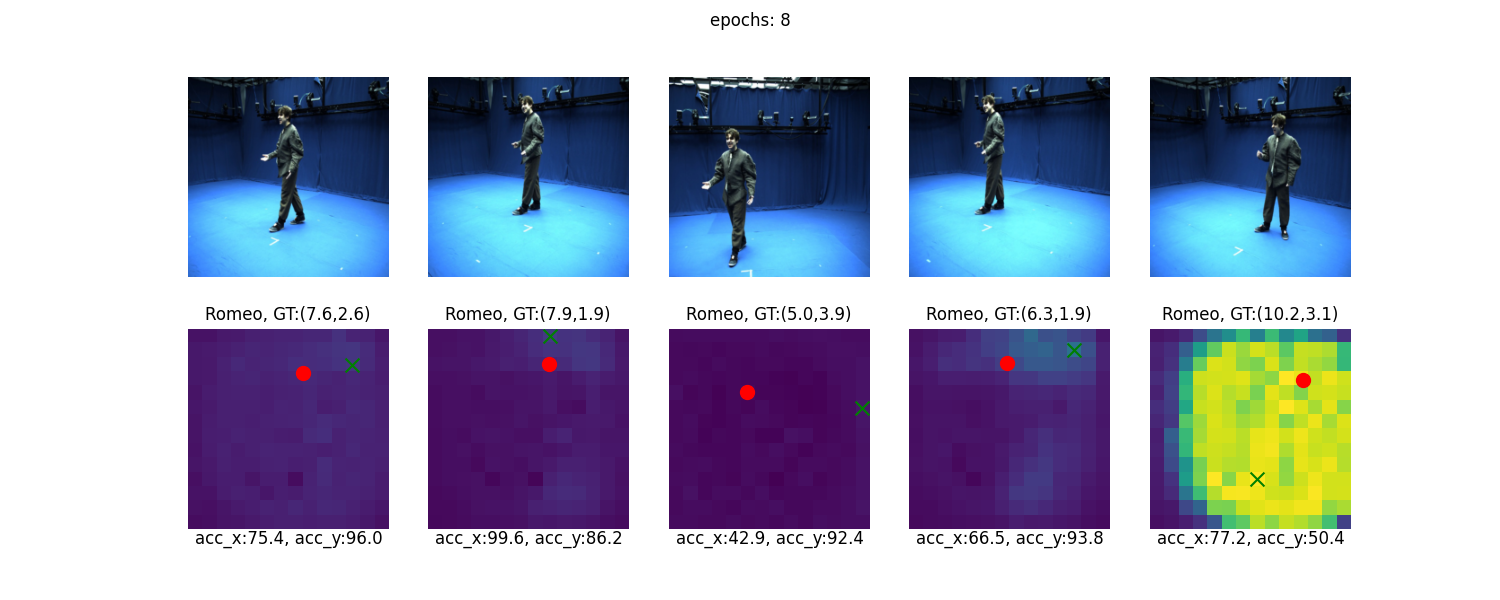 epochs: 8
Romeo, GT:(7.6,2.6)
Romeo, GT:(7.9,1.9)
Romeo, GT:(5.0,3.9)
Romeo, GT:(6.3,1.9)
Romeo, GT:(10.2,3.1)
acc_x:75.4, acc_y:96.0
acc_x:99.6, acc_y:86.2
acc_x:42.9, acc_y:92.4
acc_x:66.5, acc_y:93.8
acc_x:77.2, acc_y:50.4